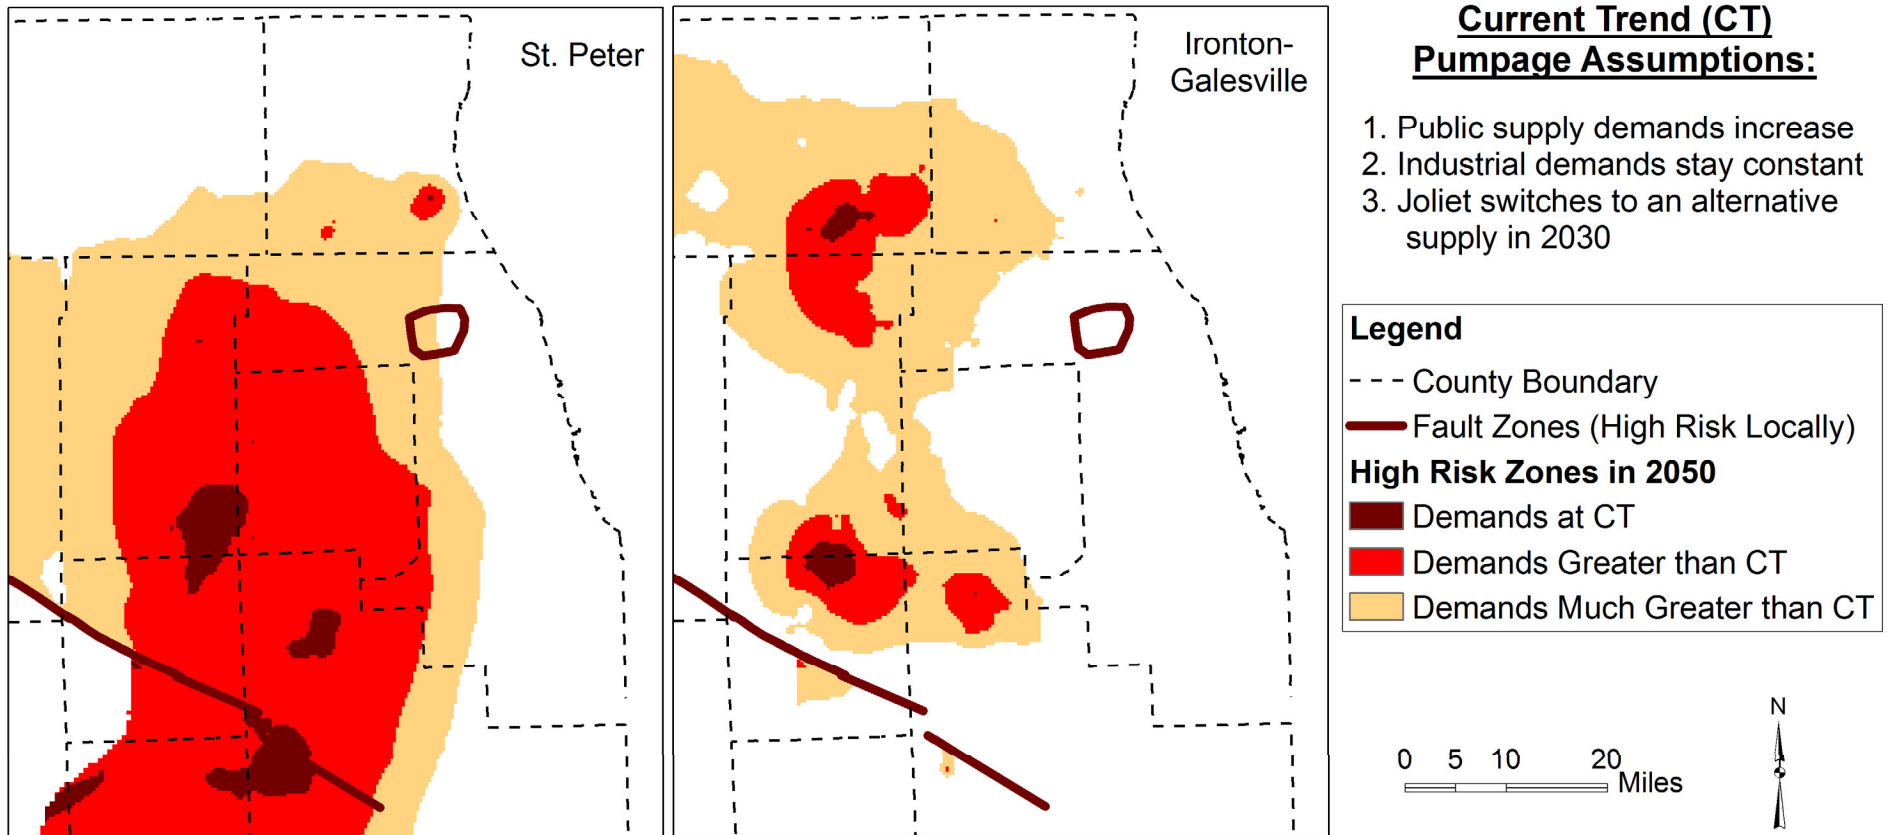 St. Peter
Ironton-
Galesville
Current Trend (CT)
Pumpage Assumptions:
1. Public supply demands increase
2. Industrial demands stay constant
3. Joliet switches to an alternative
supply in 2030
Legend
County Boundary
Fault Zones (High Risk Locally)
High Risk Zones in 2050
Demands at CT
Demands Greater than CT
Demands Much Greater than CT
N
0 5 10 20
Miles